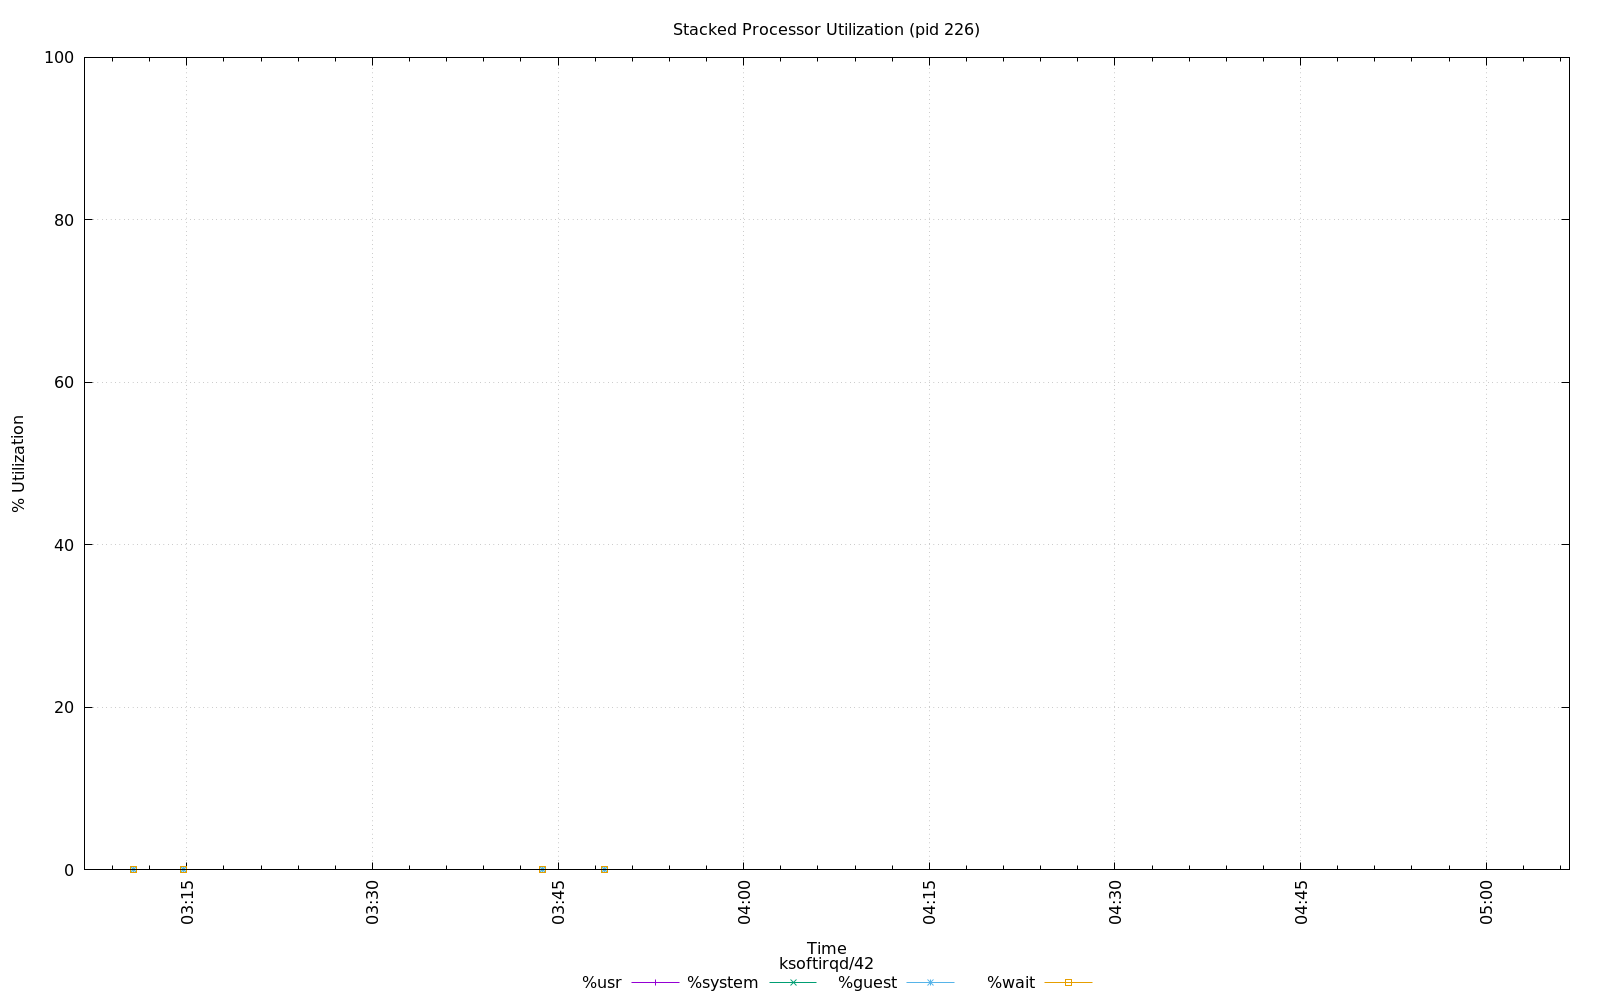 Stacked Processor Utilization (pid 226)
100
80
60
40
20
0
% Utilization
03:15
03:30
03:45
04:00
04:15
04:30
04:45
05:00
Time
ksoftirqd/42
%usr %system %guest %wait